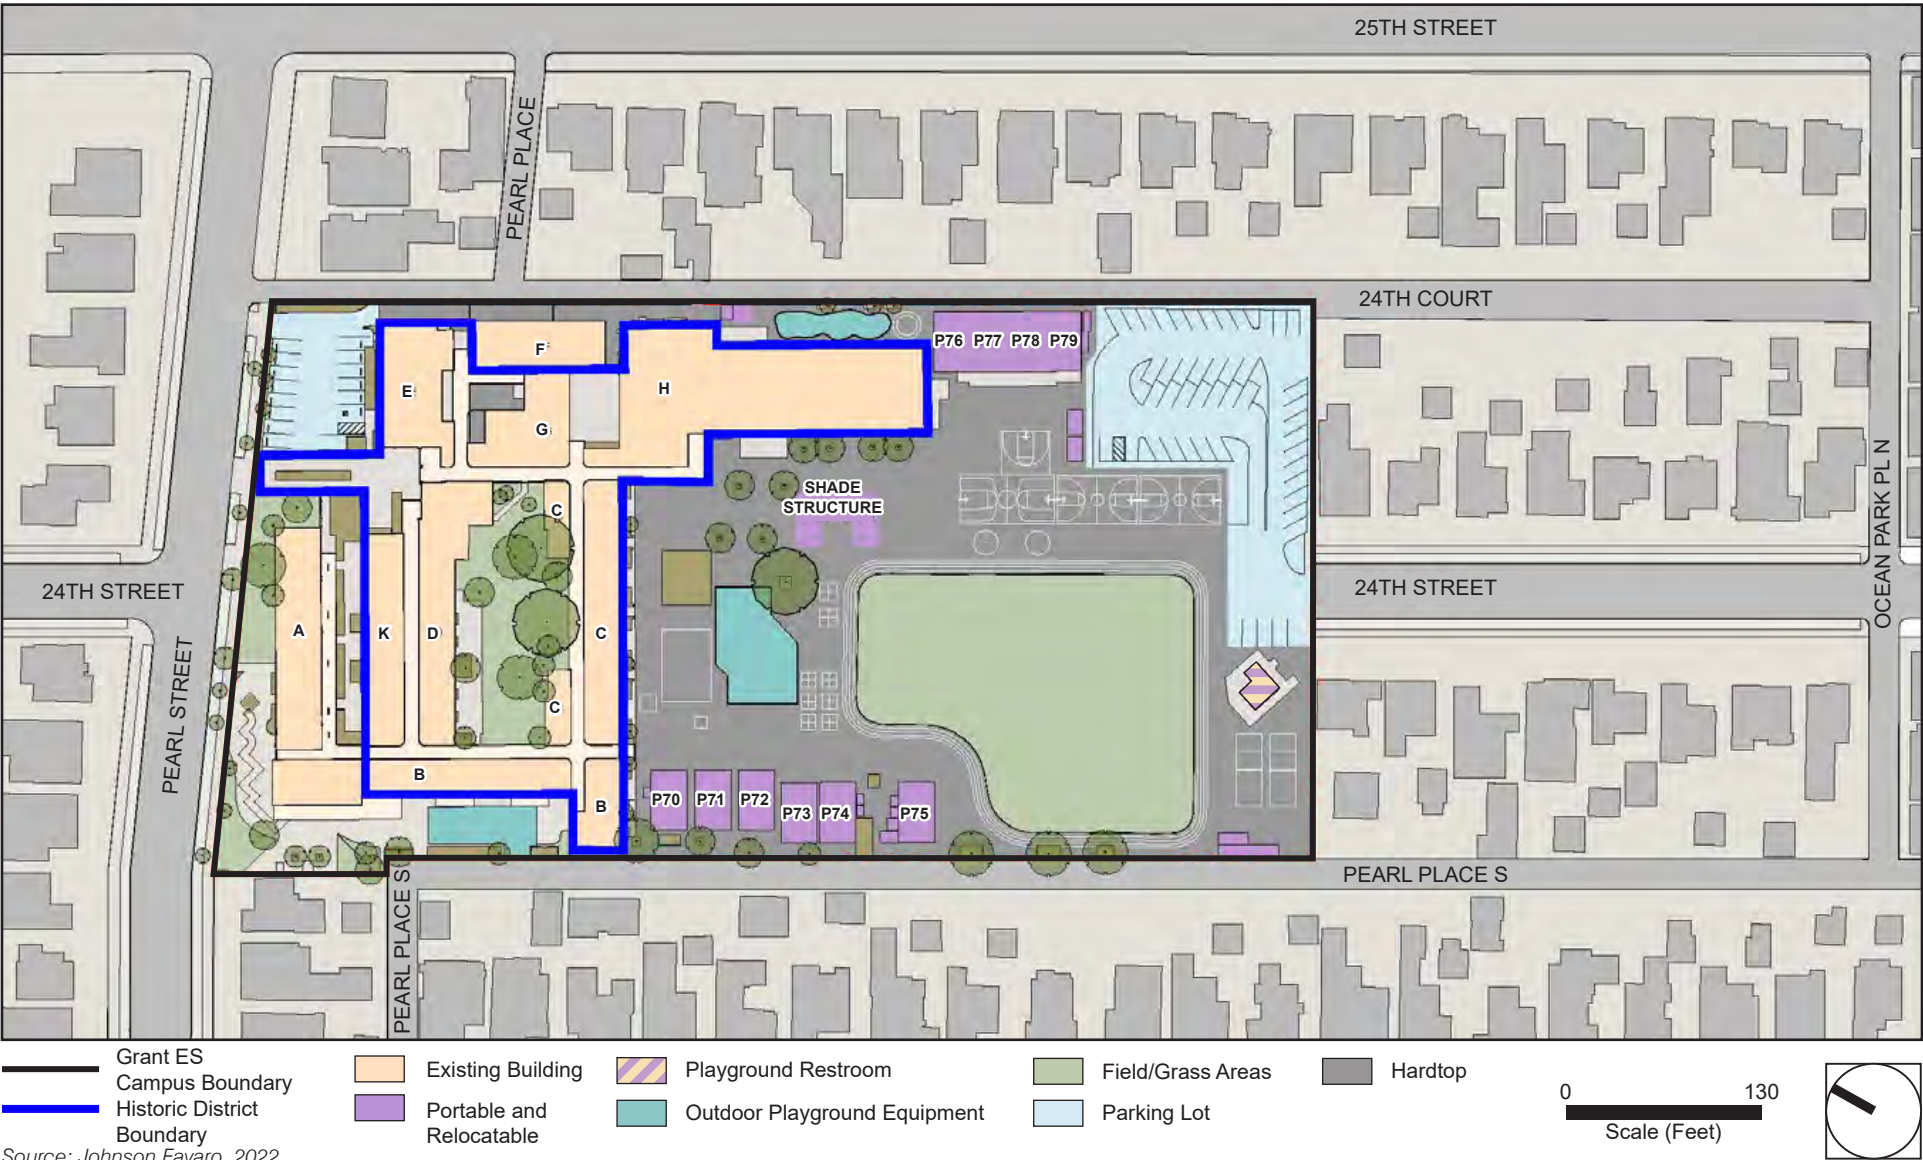 25TH STREET
PEARL PLACE
24TH COURT
P76 P77 P78 P79
F
E
H
G
SHADE
STRUCTURE
C
OCEAN PARK PL N
24TH STREET
24TH STREET
A
K
D
C
PEARL STREET
C
B
B
P70
P71
P72
P73
P74
P75
PEARL PLACE S
PEARL PLACE S
Grant ES
Campus Boundary
Historic District
Boundary
Existing Building
Portable and
Relocatable
Playground Restroom
Outdoor Playground Equipment
Field/Grass Areas
Parking Lot
Hardtop
0 130
Scale (Feet)
Source: Johnson Favaro, 2022